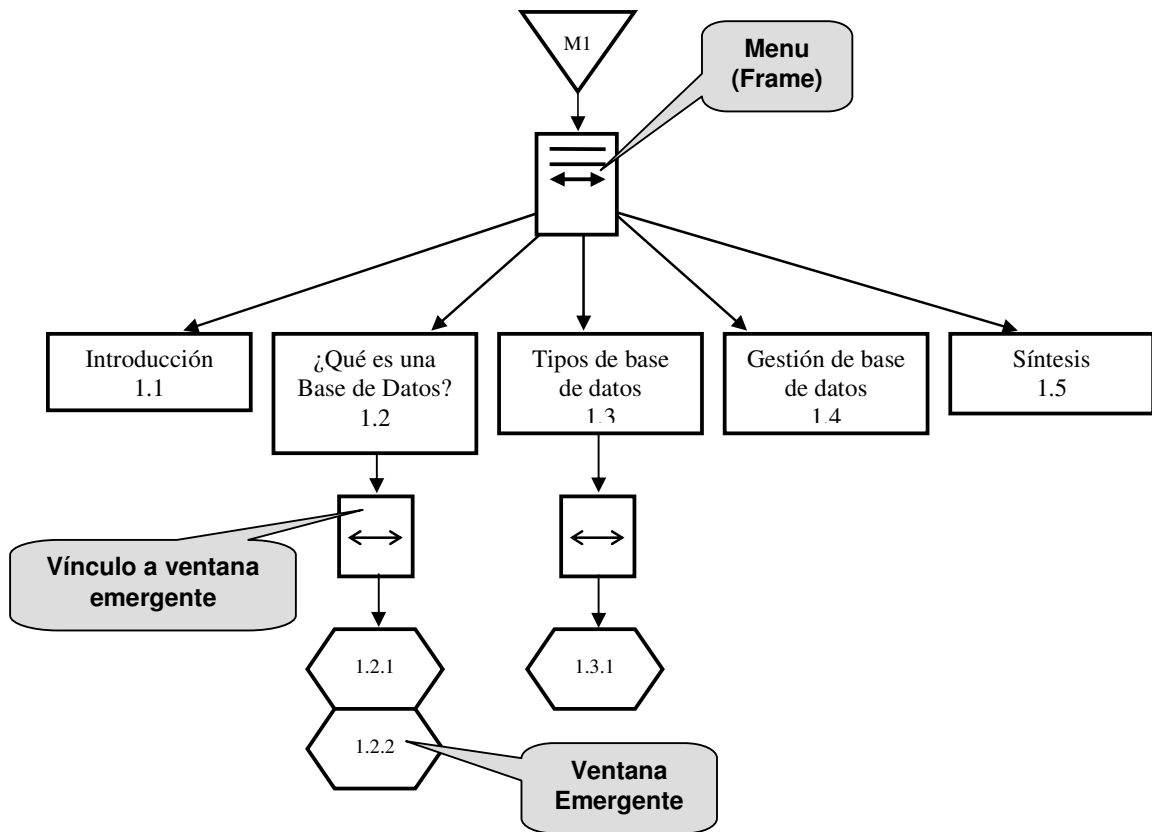 M1
Menu
(Frame)
Introducción
1.1
¿Qué es una
Base de Datos?
1.2
Tipos de base
de datos
1.3
Gestión de base
de datos
1.4
Síntesis
1.5
Vínculo a ventana
emergente
1.2.1
1.3.1
1.2.2
Ventana
Emergente